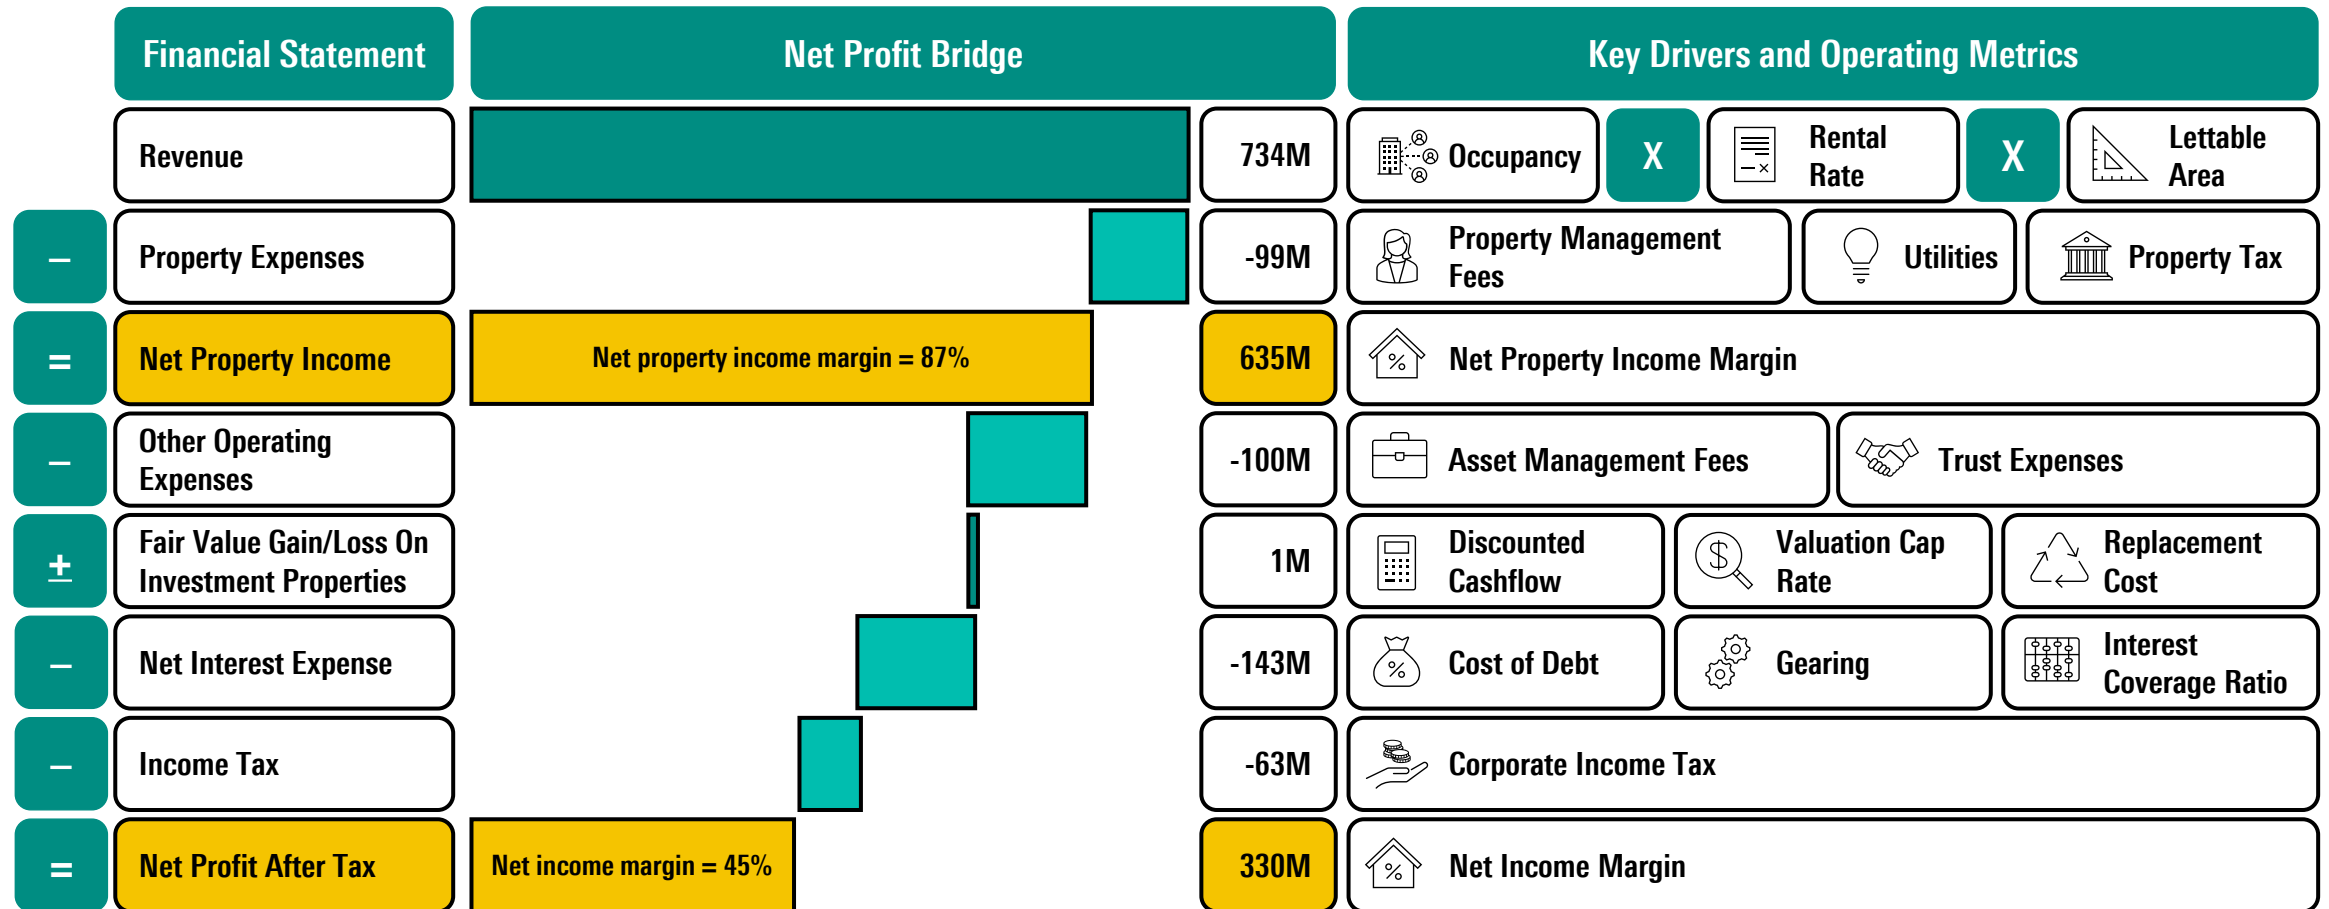 Financial Statement
Net Profit Bridge
Key Drivers and Operating Metrics
Revenue
734M
Occupancy
X
Rental
Rate
X
Lettable
Area
–
Property Expenses
-99M
Property Management
Fees
Utilities
Property Tax
=
Net Property Income
Net property income margin = 87%
635M
%
Net Property Income Margin
–
Other Operating
Expenses
-100M
Asset Management Fees
Trust Expenses
±
Fair Value Gain/Loss On
Investment Properties
1M
Discounted
Cashflow
$
Valuation Cap
Rate
Replacement
Cost
–
Net Interest Expense
-143M
%
Cost of Debt
Gearing
Interest
Coverage Ratio
–
Income Tax
-63M
Corporate Income Tax
=
Net Profit After Tax
Net income margin = 45%
330M
%
Net Income Margin